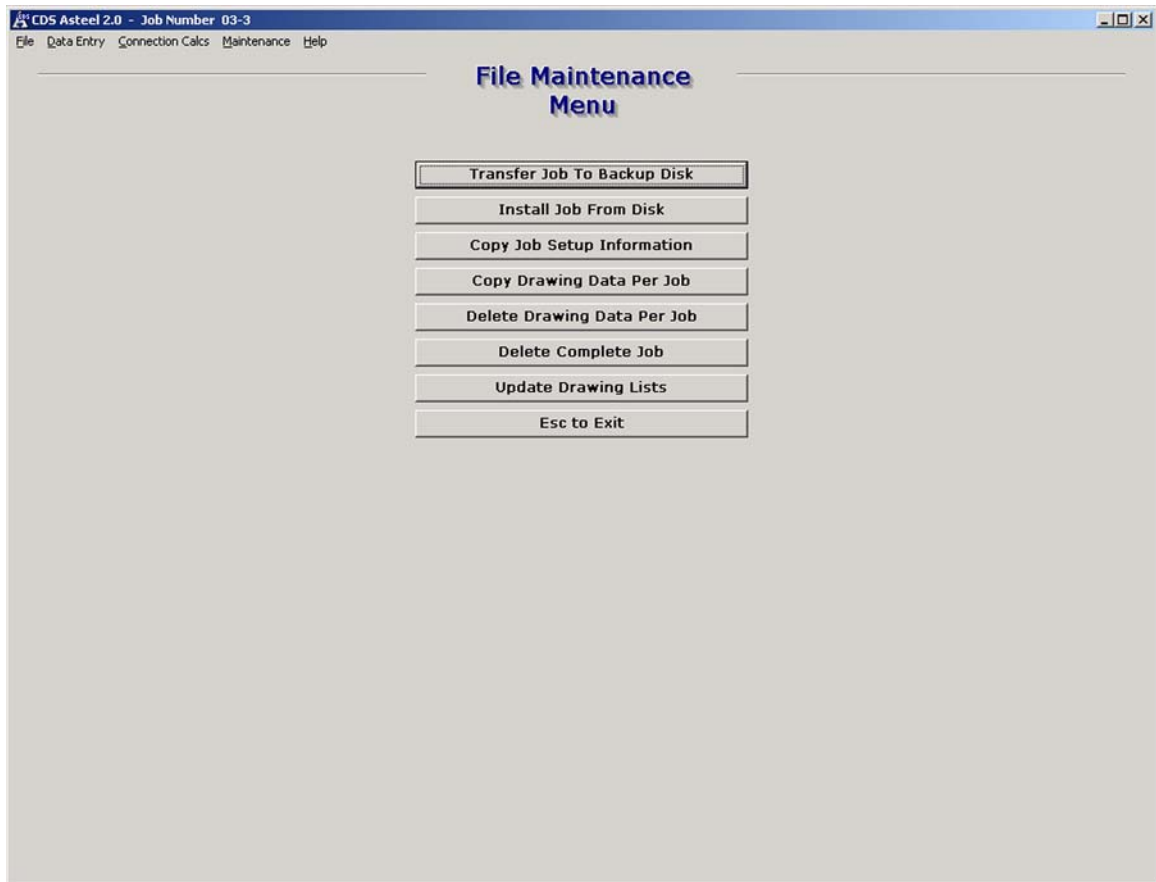 CDS Asteel 2.0 - Job Number 03-3
File Data Entry Connection Calcs Maintenance Help
File Maintenance
Menu
Transfer Job To Backup Disk
Install Job From Disk
Copy Job Setup Information
Copy Drawing Data Per Job
Delete Drawing Data Per Job
Delete Complete Job
Update Drawing Lists
Esc to Exit